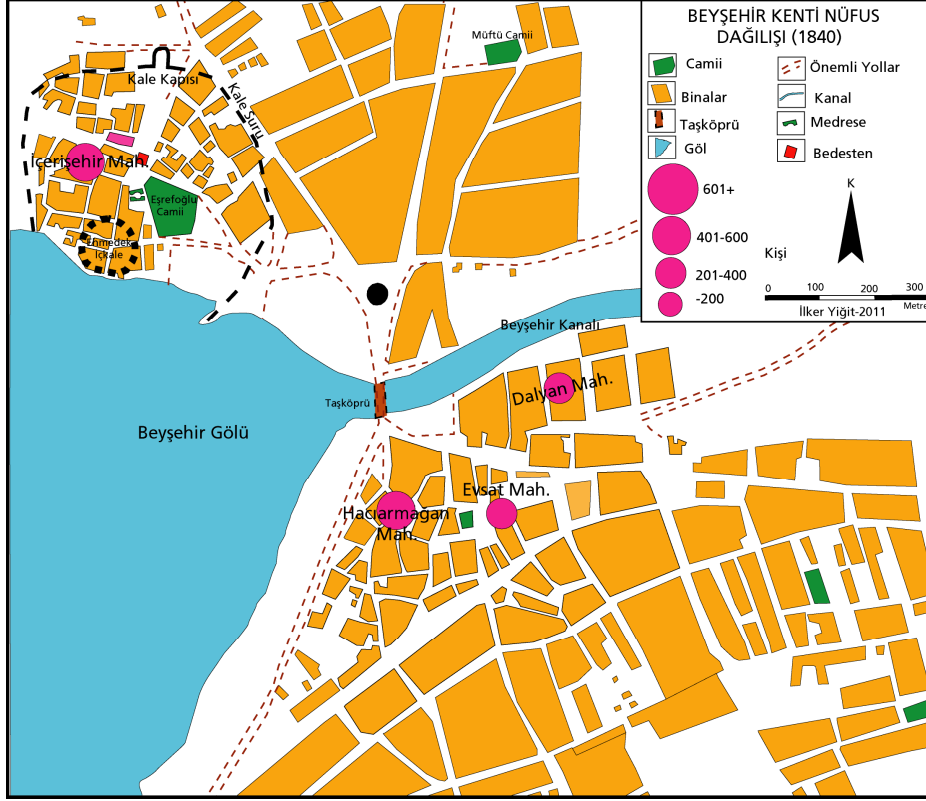 BEYŞEHİR KENTİ NÜFUS
DAĞILIŞI (1840)
Camii
Binalar
Taşköprü
Göl
Önemli Yollar
Kanal
Medrese
Bedesten
601+
401-600
201-400
-200
Kişi
K
0 100 200 300
Metre
İlker Yiğit-2011
Müftü Camii
Kale Kapısı
Kale Suru
İçerişehir Mah.
Eşrefoğlu
Camii
Ehmedek
İçkale
Beyşehir Kanalı
Taşköprü
Dalyan Mah.
Beyşehir Gölü
Evsat Mah.
Hacıarmağan
Mah.